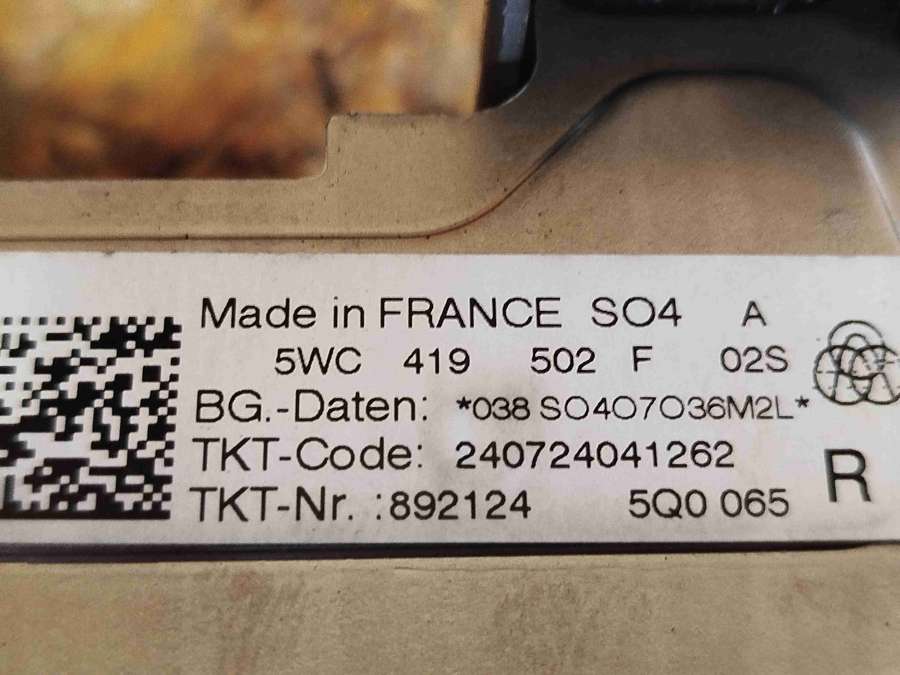 Made in FRANCE SO4 A
5WC 419 502 F 02S
BG.-Daten: *038 SO4O7O36M2L*
TKT-Code: 240724041262
TKT-Nr. :892124 5Q0 065
R